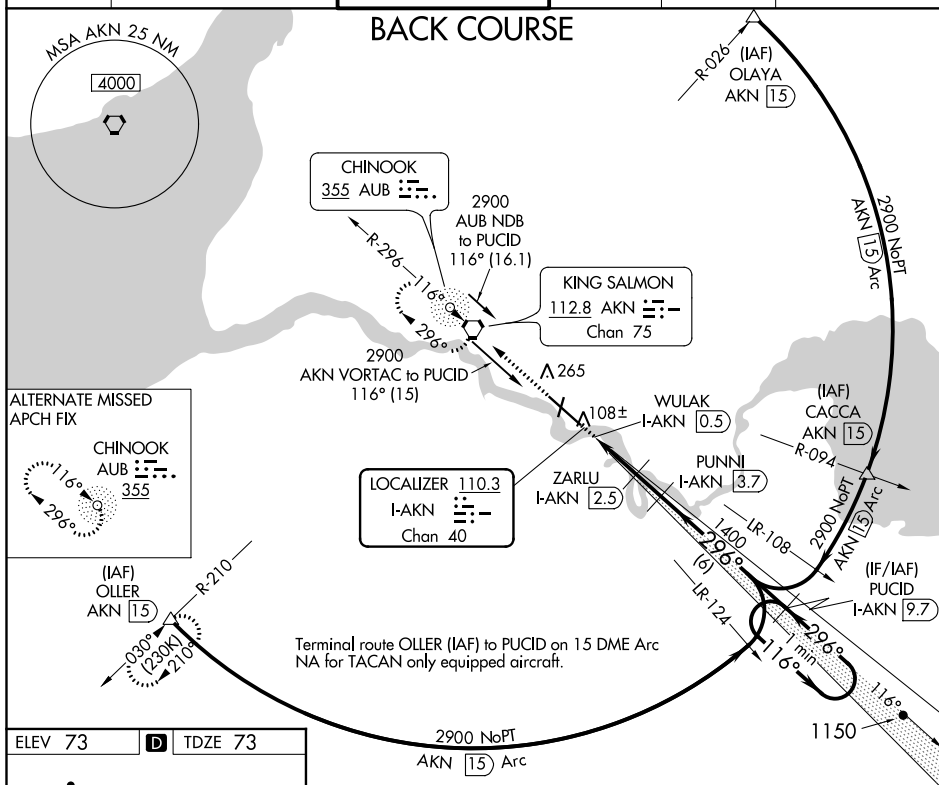 BACK COURSE
MSA AKN 25 NM
4000
R-026
(IAF)
OLAYA
AKN 15
CHINOOK
355 AUB
2900
AUB NDB
to PUCID
116° (16.1)
R-296
116°
296°
KING SALMON
112.8 AKN
Chan 75
2900 NoPT
AKN 15 Arc
2900
AKN VORTAC to PUCID
116° (15)
265
108±
WULAK
I-AKN 0.5
(IAF)
CACCA
AKN 15
R-094
ALTERNATE MISSED
APCH FIX
CHINOOK
AUB
355
116°
296°
LOCALIZER 110.3
I-AKN
Chan 40
ZARLU
I-AKN 2.5
PUNNI
I-AKN 3.7
2900 NoPT
AKN 15 Arc
LR-108
1400
296°
(6)
LR-124
(IF/IAF)
PUCID
I-AKN 9.7
(IAF)
OLLER
AKN 15
R-210
030°
(230K)
210°
Terminal route OLLER (IAF) to PUCID on 15 DME Arc
NA for TACAN only equipped aircraft.
1 min
116°
296°
116°
1150
2900 NoPT
AKN 15 Arc
ELEV 73 D TDZE 73